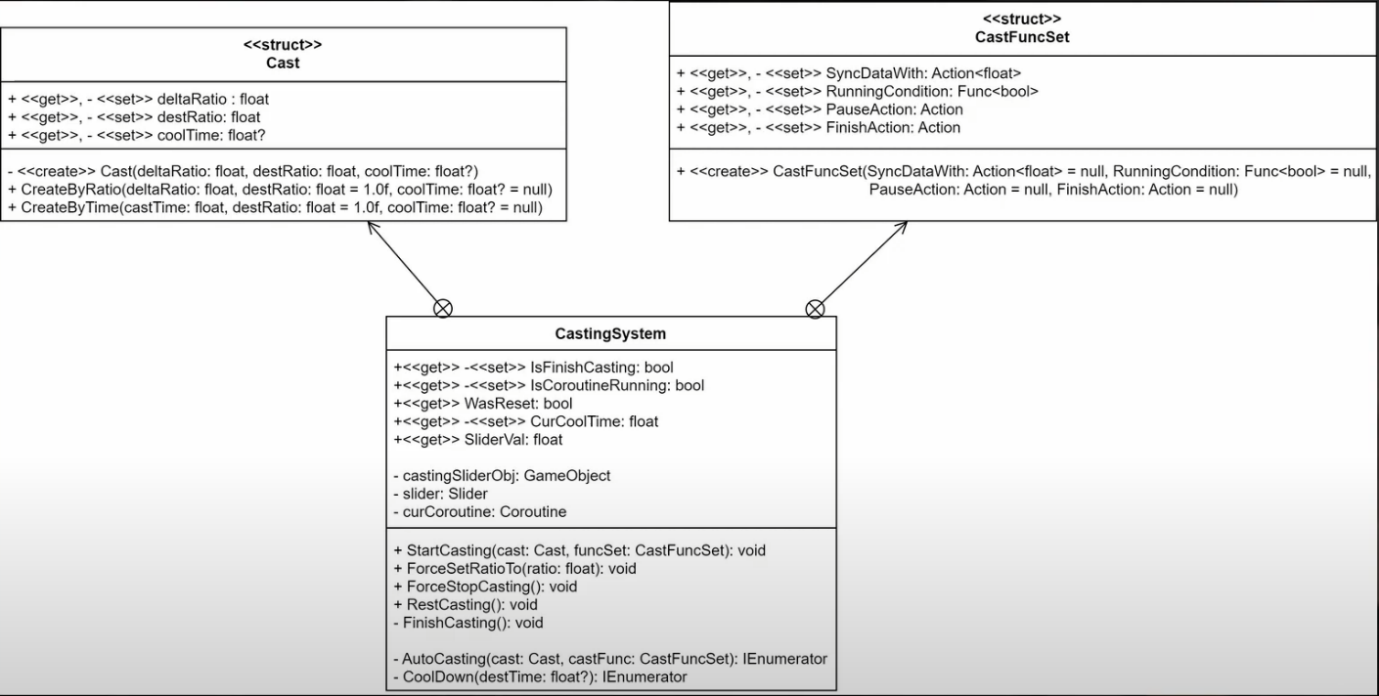 <<struct>>
Cast
+ <<get>>, - <<set>> deltaRatio : float
+ <<get>>, - <<set>> destRatio: float
+ <<get>>, - <<set>> coolTime: float?
- <<create>> Cast(deltaRatio: float, destRatio: float, coolTime: float?)
+ CreateByRatio(deltaRatio: float, destRatio: float = 1.0f, coolTime: float? = null)
+ CreateByTime(castTime: float, destRatio: float = 1.0f, coolTime: float? = null)
<<struct>>
CastFuncSet
+ <<get>>, - <<set>> SyncDataWith: Action<float>
+ <<get>>, - <<set>> RunningCondition: Func<bool>
+ <<get>>, - <<set>> PauseAction: Action
+ <<get>>, - <<set>> FinishAction: Action
+ <<create>> CastFuncSet(SyncDataWith: Action<float> = null, RunningCondition: Func<bool> = null,
PauseAction: Action = null, FinishAction: Action = null)
CastingSystem
+<<get>> -<<set>> IsFinishCasting: bool
+<<get>> -<<set>> IsCoroutineRunning: bool
+<<get>> WasReset: bool
+<<get>> -<<set>> CurCoolTime: float
+<<get>> SliderVal: float
- castingSliderObj: GameObject
- slider: Slider
- curCoroutine: Coroutine
+ StartCasting(cast: Cast, funcSet: CastFuncSet): void
+ ForceSetRatioTo(ratio: float): void
+ ForceStopCasting(): void
+ RestCasting(): void
- FinishCasting(): void
- AutoCasting(cast: Cast, castFunc: CastFuncSet): IEnumerator
- CoolDown(destTime: float?): IEnumerator